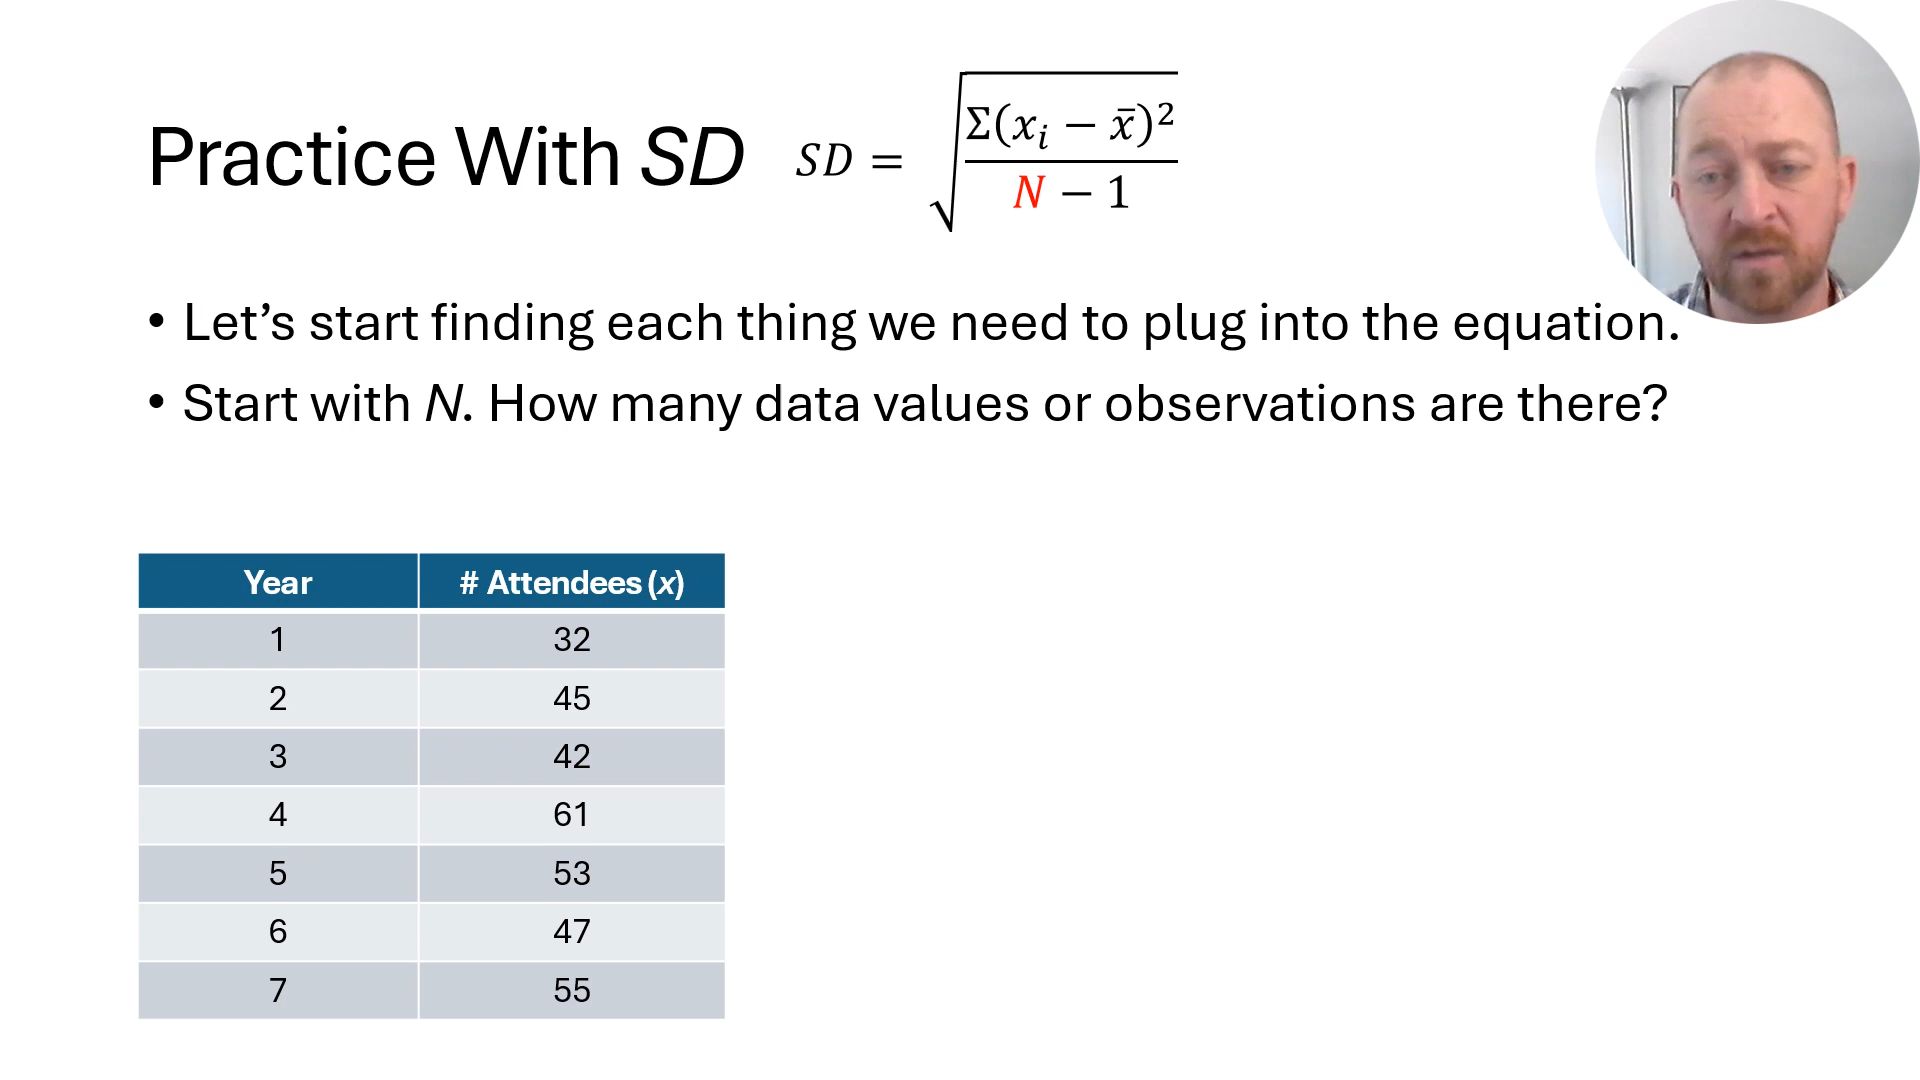 Practice With SD
SD = √(Σ(xᵢ − x̄)² / (N − 1))
• Let’s start finding each thing we need to plug into the equation.
• Start with N. How many data values or observations are there?
Year # Attendees (x)
1 32
2 45
3 42
4 61
5 53
6 47
7 55